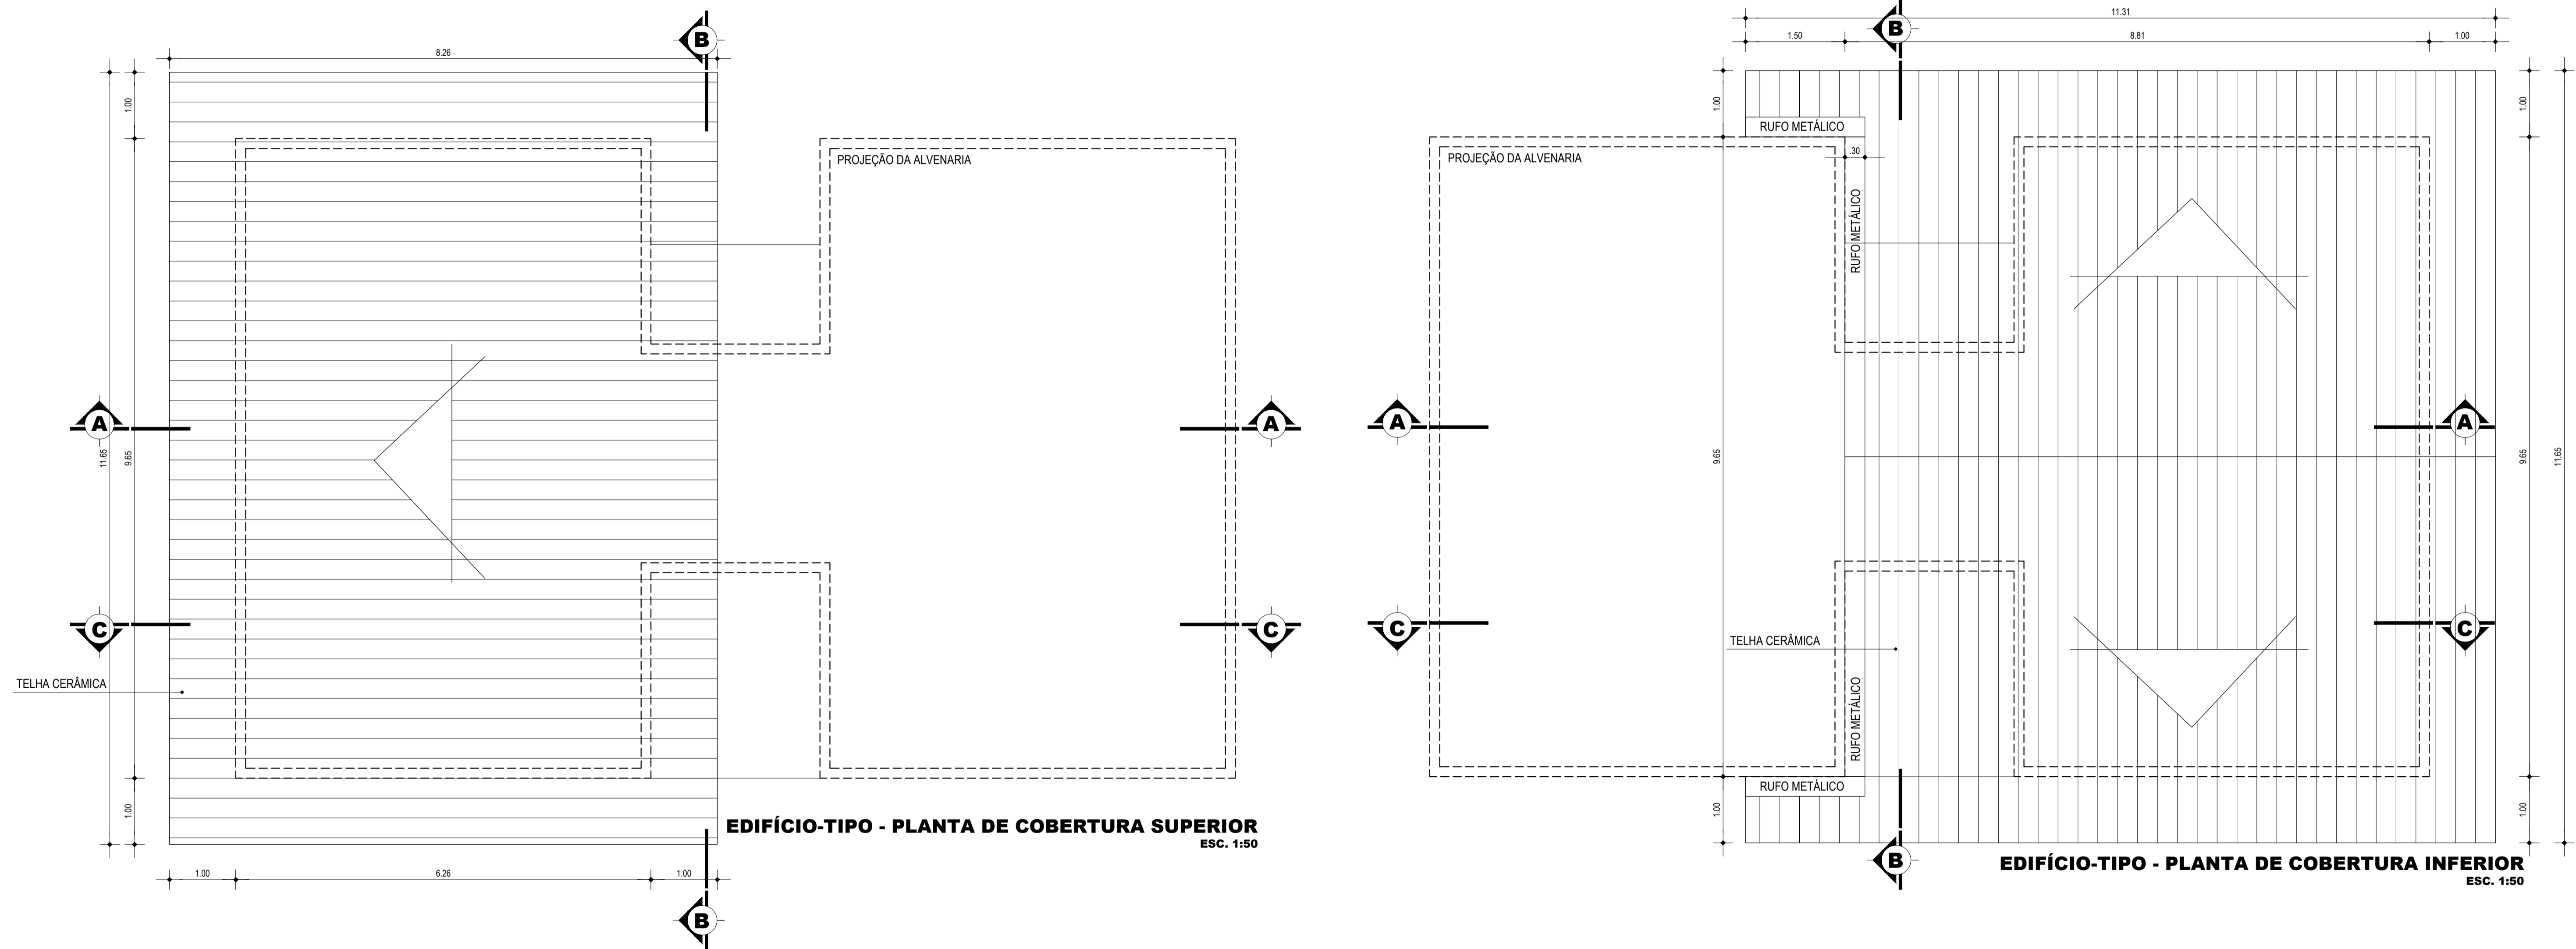 B
8.26
1.00
PROJEÇÃO DA ALVENARIA
A
A
11.65
9.65
C
C
TELHA CERÂMICA
1.00
EDIFÍCIO-TIPO - PLANTA DE COBERTURA SUPERIOR
ESC. 1:50
1.00
6.26
1.00
B
11.31
B
1.50
8.81
1.00
1.00
1.00
RUFO METÁLICO
PROJEÇÃO DA ALVENARIA
.30
RUFO METÁLICO
A
A
9.65
9.65
11.65
C
C
TELHA CERÂMICA
RUFO METÁLICO
RUFO METÁLICO
1.00
1.00
B
EDIFÍCIO-TIPO - PLANTA DE COBERTURA INFERIOR
ESC. 1:50